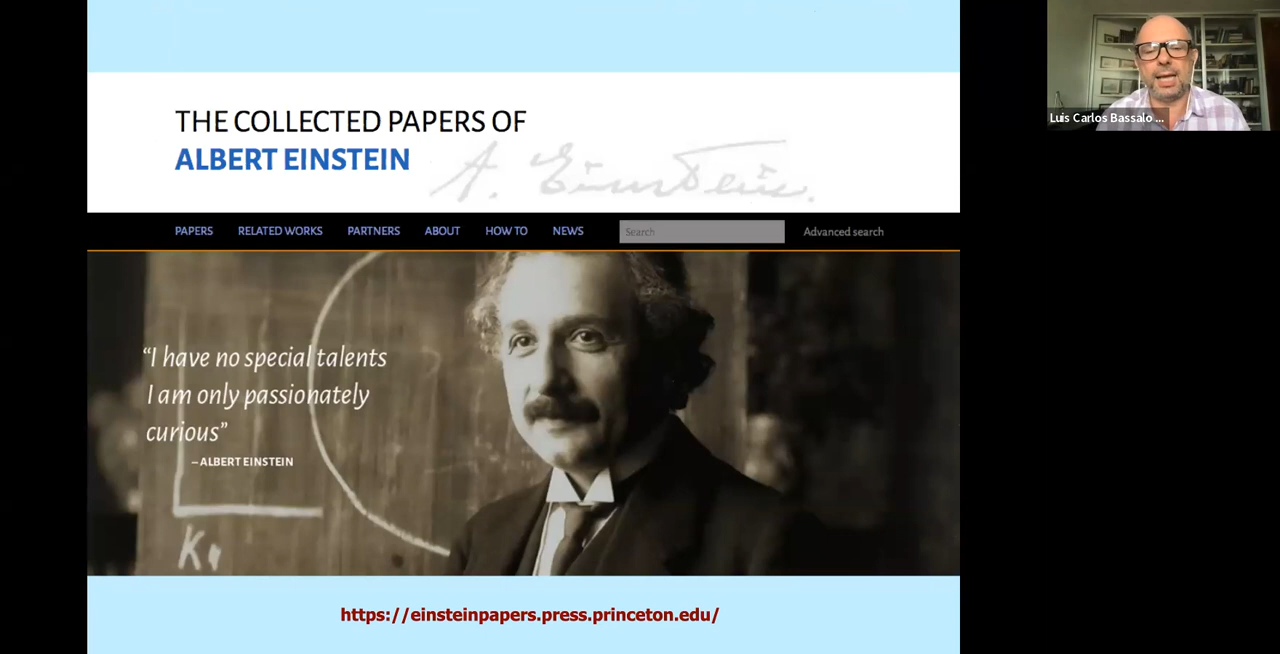 THE COLLECTED PAPERS OF
ALBERT EINSTEIN
A. Einstein.
PAPERS RELATED WORKS PARTNERS ABOUT HOW TO NEWS Search Advanced search
“I have no special talents
I am only passionately
curious”
– ALBERT EINSTEIN
K
https://einsteinpapers.press.princeton.edu/
Luis Carlos Bassalo ...